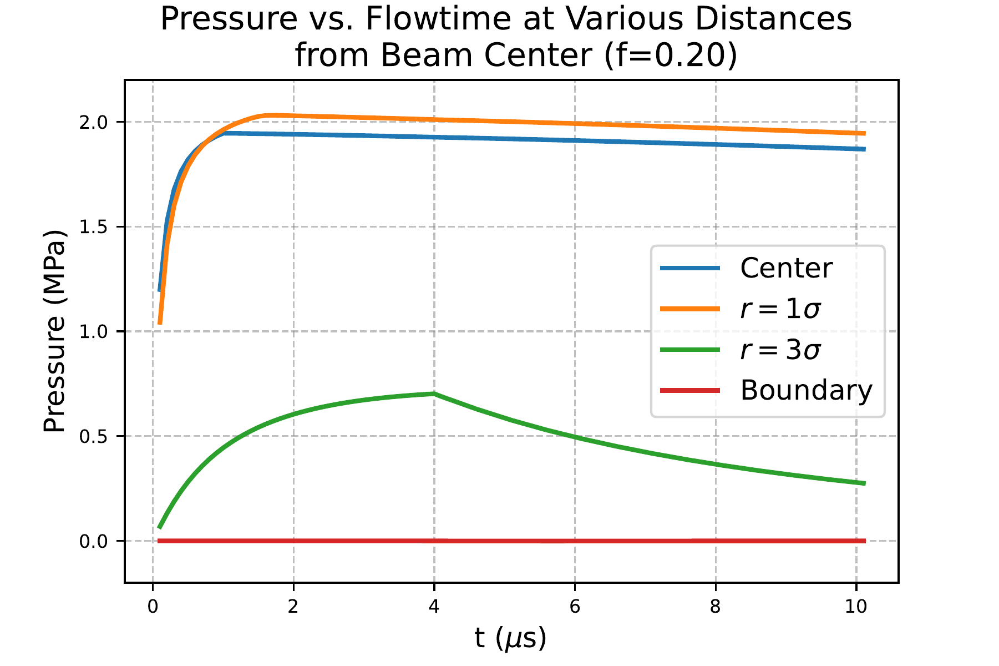 Pressure vs. Flowtime at Various Distances
from Beam Center (f=0.20)
Pressure (MPa)
2.0
1.5
1.0
0.5
0.0
Center
r = 1σ
r = 3σ
Boundary
0 2 4 6 8 10
t (μs)